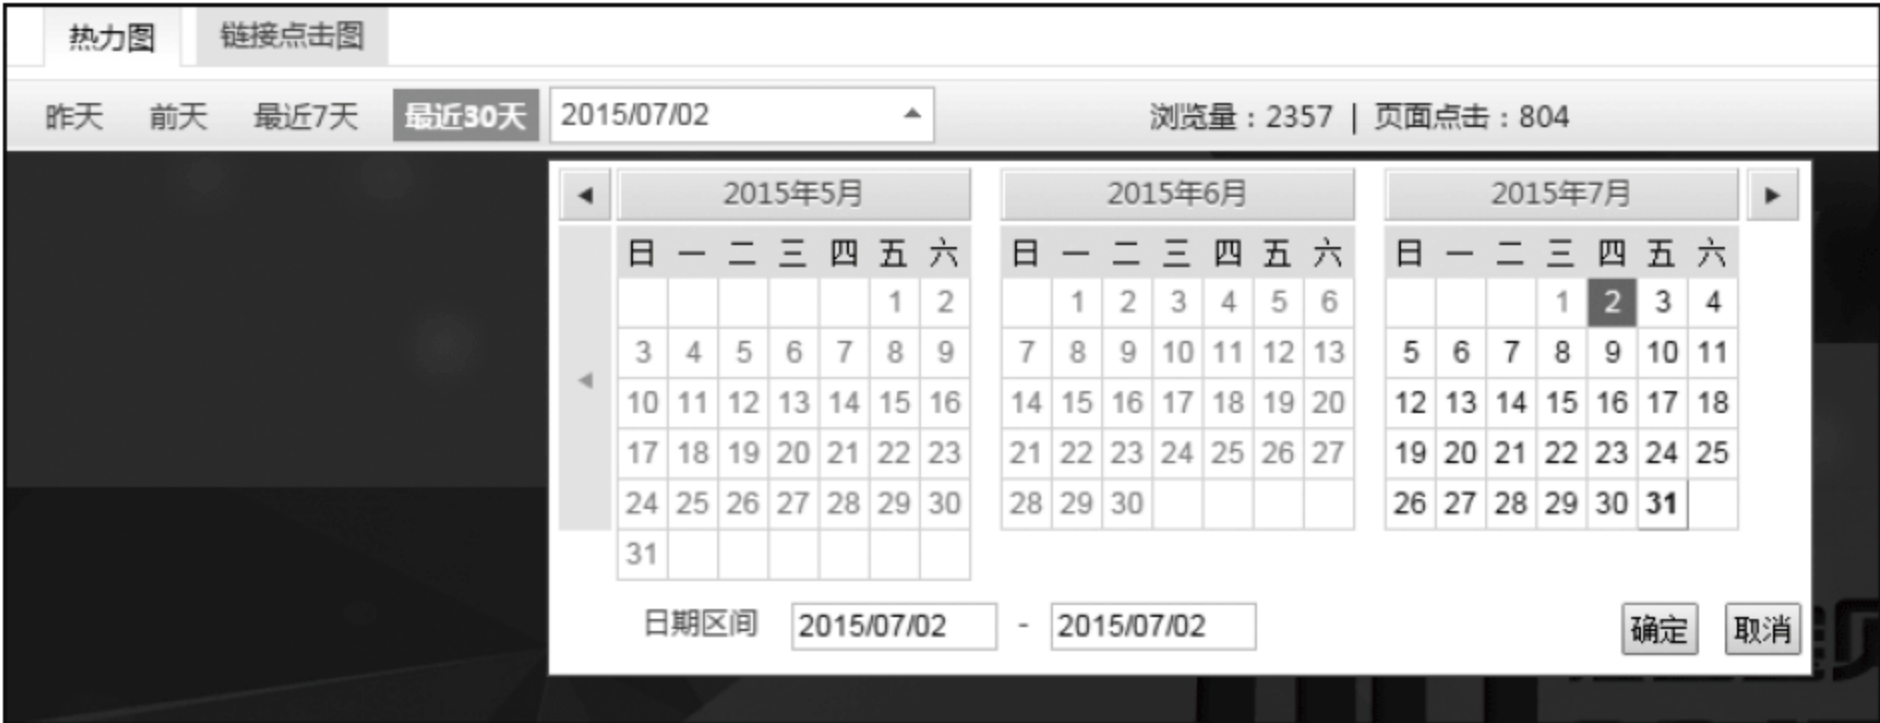 热力图 链接点击图
昨天 前天 最近7天 最近30天 2015/07/02 浏览量：2357 | 页面点击：804
2015年5月 2015年6月 2015年7月
日 一 二 三 四 五 六 日 一 二 三 四 五 六 日 一 二 三 四 五 六
1 2 1 2 3 4 5 6 1 2 3 4
3 4 5 6 7 8 9 7 8 9 10 11 12 13 5 6 7 8 9 10 11
10 11 12 13 14 15 16 14 15 16 17 18 19 20 12 13 14 15 16 17 18
17 18 19 20 21 22 23 21 22 23 24 25 26 27 19 20 21 22 23 24 25
24 25 26 27 28 29 30 28 29 30 26 27 28 29 30 31
31
日期区间 2015/07/02 - 2015/07/02 确定 取消